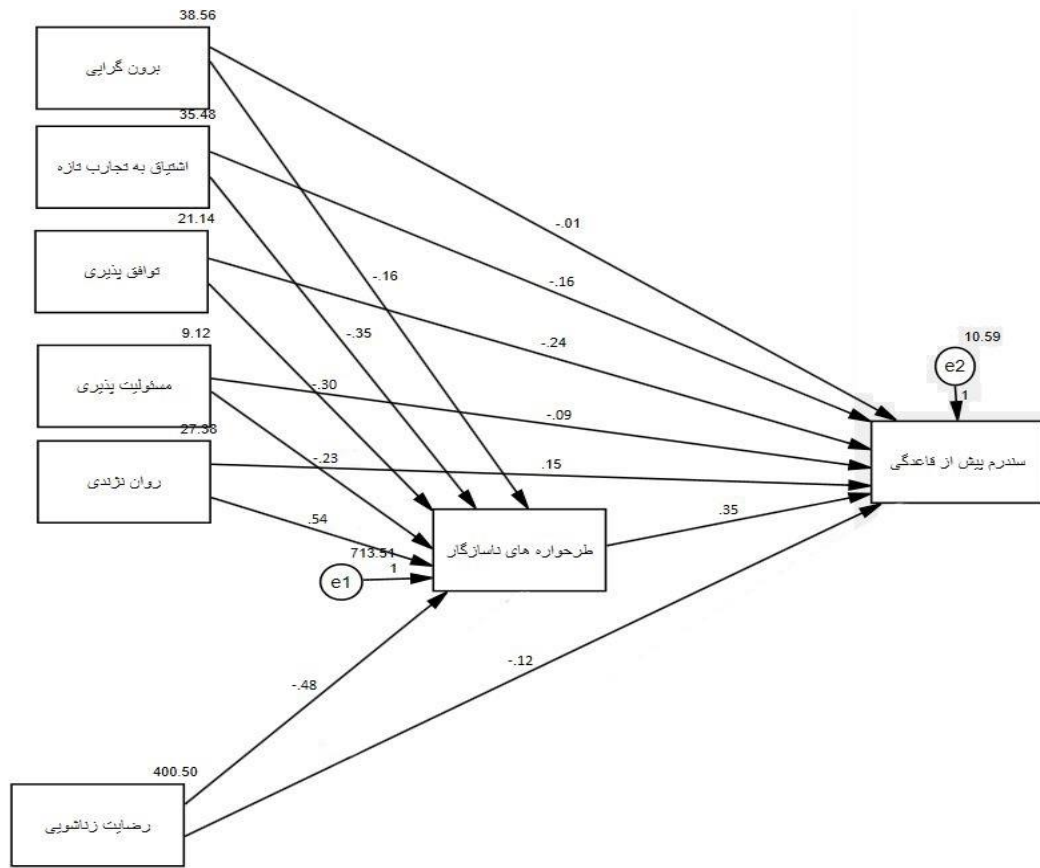 38.56
برون گرایی
35.48
اشتیاق به تجارب تازه
21.14
توافق پذیری
9.12
مسئولیت پذیری
27.38
روان نژندی
-.01
-.16
-.16
-.35
-.24
-.30
-.09
-.23
.15
.54
.35
10.59
e2
1
سندرم پیش از قاعدگی
طرحواره های ناسازگار
713.51
1
e1
-.48
-.12
400.50
رضایت زناشویی